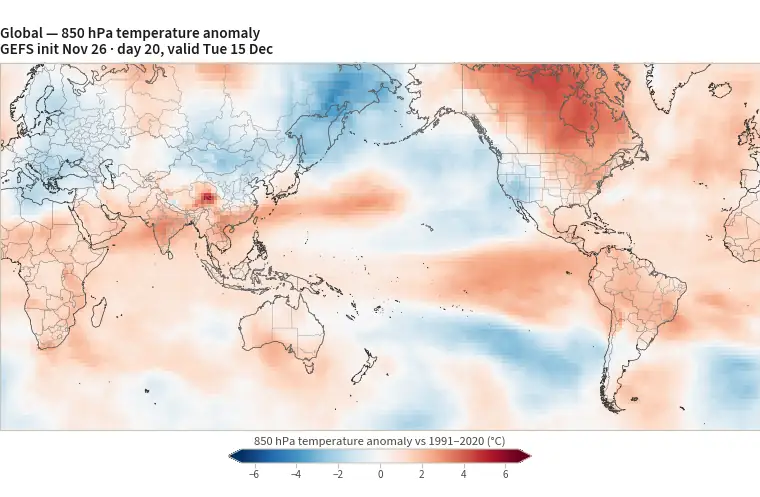 Global — 850 hPa temperature anomaly
GEFS init Nov 26 · day 20, valid Tue 15 Dec
850 hPa temperature anomaly vs 1991–2020 (°C)
−6 −4 −2 0 2 4 6